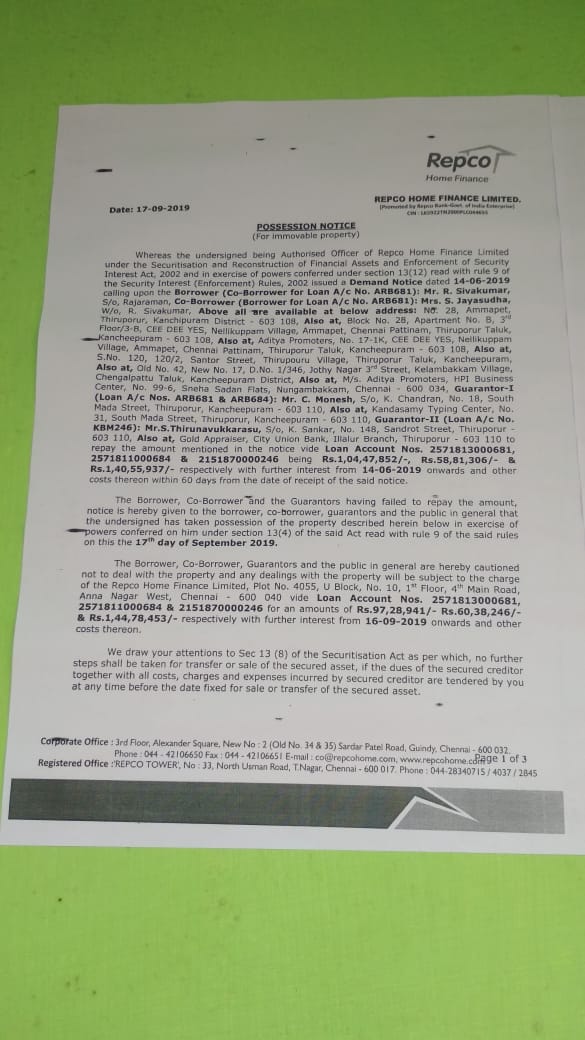 Repco
Home Finance
REPCO HOME FINANCE LIMITED.
(Promoted by Repco Bank-Govt. of India Enterprise)
Date: 17-09-2019
POSSESSION NOTICE
(For immovable property)
Whereas the undersigned being Authorised Officer of Repco Home Finance Limited
under the Securitisation and Reconstruction of Financial Assets and Enforcement of Security
Interest Act, 2002 and in exercise of powers conferred under section 13(12) read with rule 9 of
the Security Interest (Enforcement) Rules, 2002 issued a Demand Notice dated 14-06-2019
calling upon the Borrower (Co-Borrower for Loan A/c No. ARB681): Mr. R. Sivakumar,
S/o, Rajaraman, Co-Borrower (Borrower for Loan A/c No. ARB681): Mrs. S. Jayasudha,
W/o, R. Sivakumar, Above all are available at below address: No. 28, Ammapet,
Thiruporur, Kanchipuram District - 603 108, Also at, Block No. 28, Apartment No. B, 3rd
Floor/3-B, CEE DEE YES, Nellikuppam Village, Ammapet, Chennai Pattinam, Thiruporur Taluk,
Kancheepuram - 603 108, Also at, Aditya Promoters, No. 17-1K, CEE DEE YES, Nellikuppam
Village, Ammapet, Chennai Pattinam, Thiruporur Taluk, Kancheepuram - 603 108, Also at,
S.No. 120, 120/2, Santor Street, Thirupouru Village, Thiruporur Taluk, Kancheepuram,
Also at, Old No. 42, New No. 17, D.No. 1/346, Jothy Nagar 3rd Street, Kelambakkam Village,
Chengalpattu Taluk, Kancheepuram District, Also at, M/s. Aditya Promoters, HPI Business
Center, No. 99-6, Sneha Sadan Flats, Nungambakkam, Chennai - 600 034, Guarantor-I
(Loan A/c Nos. ARB681 & ARB684): Mr. C. Monesh, S/o, K. Chandran, No. 18, South
Mada Street, Thiruporur, Kancheepuram - 603 110, Also at, Kandasamy Typing Center, No.
31, South Mada Street, Thiruporur, Kancheepuram - 603 110, Guarantor-II (Loan A/c No.
KBM246): Mr.S.Thirunavukkarasu, S/o, K. Sankar, No. 148, Sandrot Street, Thiruporur -
603 110, Also at, Gold Appraiser, City Union Bank, Illalur Branch, Thiruporur - 603 110 to
repay the amount mentioned in the notice vide Loan Account Nos. 2571813000681,
2571811000684 & 2151870000246 being Rs.1,04,47,852/-, Rs.58,81,306/- &
Rs.1,40,55,937/- respectively with further interest from 14-06-2019 onwards and other
costs thereon within 60 days from the date of receipt of the said notice.
The Borrower, Co-Borrower and the Guarantors having failed to repay the amount,
notice is hereby given to the borrower, co-borrower, guarantors and the public in general that
the undersigned has taken possession of the property described herein below in exercise of
powers conferred on him under section 13(4) of the said Act read with rule 9 of the said rules
on this the 17th day of September 2019.
The Borrower, Co-Borrower, Guarantors and the public in general are hereby cautioned
not to deal with the property and any dealings with the property will be subject to the charge
of the Repco Home Finance Limited, Plot No. 4055, U Block, No. 10, 1st Floor, 4th Main Road,
Anna Nagar West, Chennai - 600 040 vide Loan Account Nos. 2571813000681,
2571811000684 & 2151870000246 for an amounts of Rs.97,28,941/- Rs.60,38,246/-
& Rs.1,44,78,453/- respectively with further interest from 16-09-2019 onwards and other
costs thereon.
We draw your attentions to Sec 13 (8) of the Securitisation Act as per which, no further
steps shall be taken for transfer or sale of the secured asset, if the dues of the secured creditor
together with all costs, charges and expenses incurred by secured creditor are tendered by you
at any time before the date fixed for sale or transfer of the secured asset.
Corporate Office : 3rd Floor, Alexander Square, New No : 2 (Old No. 34 & 35) Sardar Patel Road, Guindy, Chennai - 600 032.
Phone : 044 - 42106650 Fax : 044 - 42106651 E-mail : co@repcohome.com, www.repcohome.com
Page 1 of 3
Registered Office :'REPCO TOWER', No : 33, North Usman Road, T.Nagar, Chennai - 600 017. Phone : 044-28340715 / 4037 / 2845